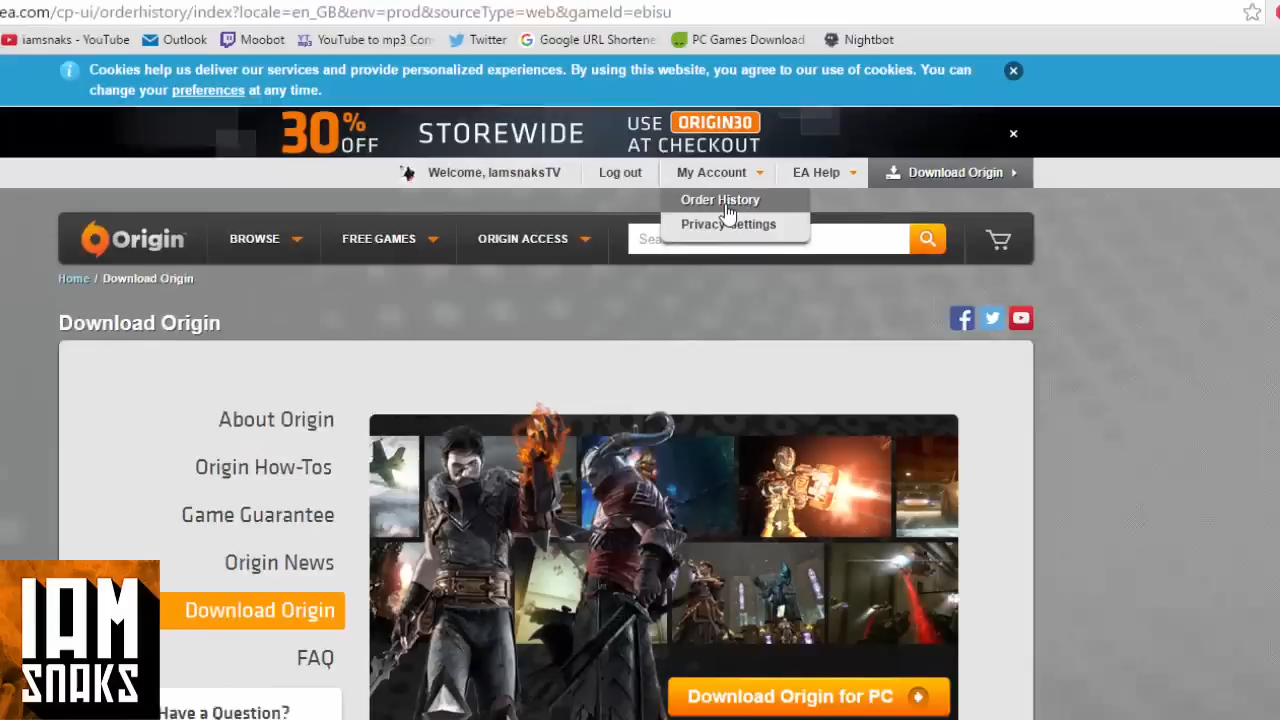 ea.com/cp-ui/orderhistory/index?locale=en_GB&env=prod&sourceType=web&gameId=ebisu
iamsnaks - YouTube Outlook Moobot YouTube to mp3 Con Twitter Google URL Shortene PC Games Download Nightbot
Cookies help us deliver our services and provide personalized experiences. By using this website, you agree to our use of cookies. You can
change your preferences at any time.
30% OFF STOREWIDE USE ORIGIN30
AT CHECKOUT
Welcome, IamsnaksTV Log out My Account EA Help Download Origin
Order History
Privacy Settings
Origin BROWSE FREE GAMES ORIGIN ACCESS Sea
Home / Download Origin
Download Origin
About Origin
Origin How-Tos
Game Guarantee
Origin News
Download Origin
FAQ
Have a Question?
Download Origin for PC
IAM
SNAKS